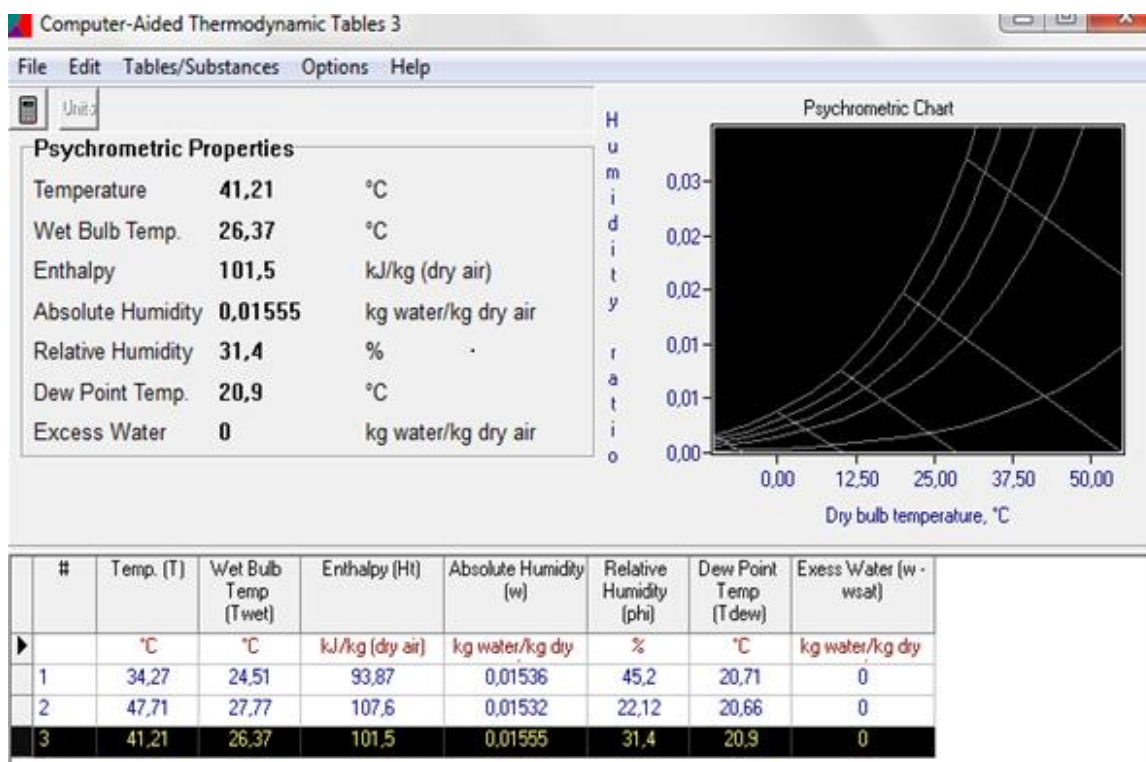 Computer-Aided Thermodynamic Tables 3
File Edit Tables/Substances Options Help
Units
Psychrometric Properties
Temperature 41,21 °C
Wet Bulb Temp. 26,37 °C
Enthalpy 101,5 kJ/kg (dry air)
Absolute Humidity 0,01555 kg water/kg dry air
Relative Humidity 31,4 %
Dew Point Temp. 20,9 °C
Excess Water 0 kg water/kg dry air
Psychrometric Chart
Humidity ratio
0,03
0,02
0,02
0,01
0,01
0,00
0,00 12,50 25,00 37,50 50,00
Dry bulb temperature, °C
# Temp. (T) Wet Bulb Temp (Twet) Enthalpy (Ht) Absolute Humidity (w) Relative Humidity (phi) Dew Point Temp (Tdew) Exess Water (w - wsat)
°C °C kJ/kg (dry air) kg water/kg dry % °C kg water/kg dry
1 34,27 24,51 93,87 0,01536 45,2 20,71 0
2 47,71 27,77 107,6 0,01532 22,12 20,66 0
3 41,21 26,37 101,5 0,01555 31,4 20,9 0